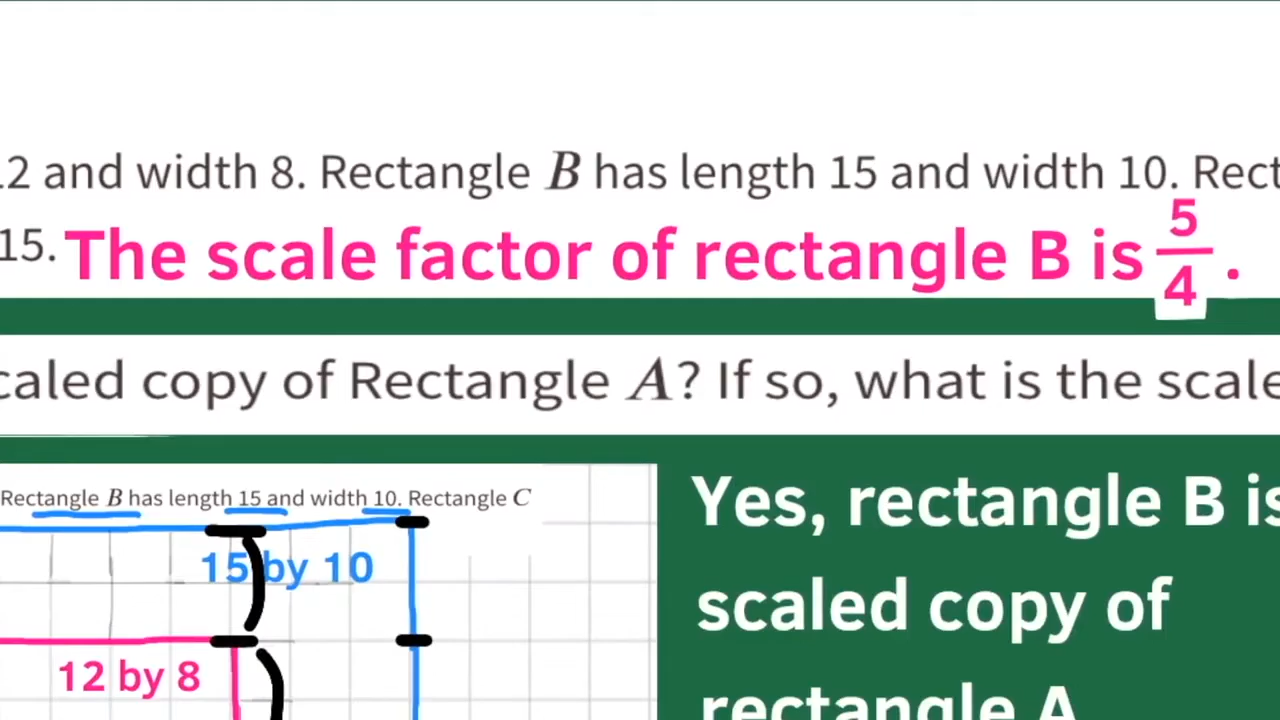 .2 and width 8. Rectangle B has length 15 and width 10. Rect
15. The scale factor of rectangle B is 5/4.
caled copy of Rectangle A? If so, what is the scale
Rectangle B has length 15 and width 10. Rectangle C
15 by 10
12 by 8
Yes, rectangle B is
scaled copy of
rectangle A